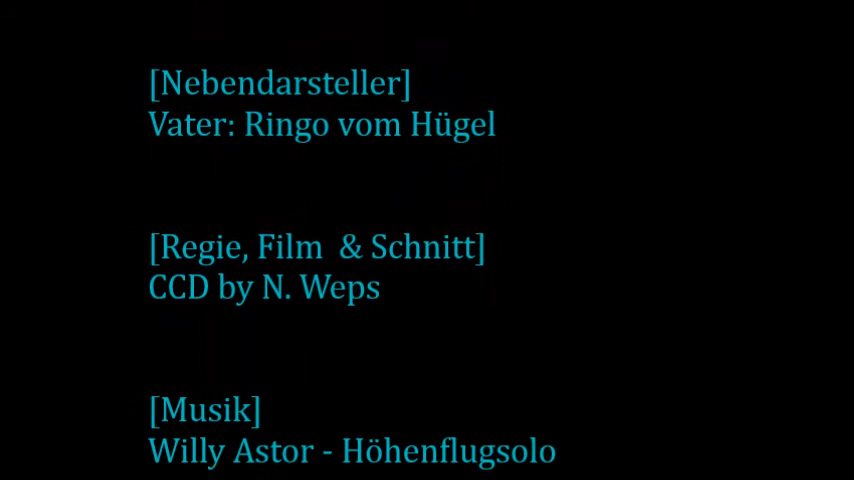 [Nebendarsteller]
Vater: Ringo vom Hügel
[Regie, Film & Schnitt]
CCD by N. Weps
[Musik]
Willy Astor - Höhenflugsolo